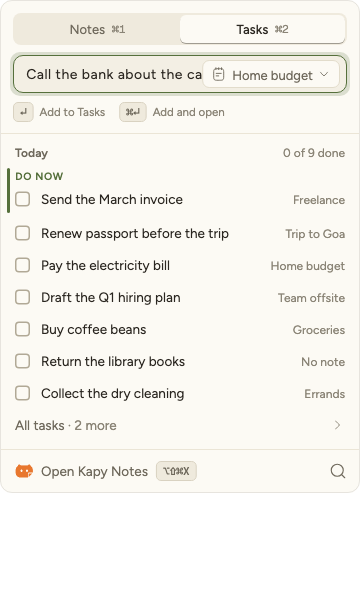 Notes ⌘1 Tasks ⌘2
Call the bank about the ca Home budget
↵ Add to Tasks ⌘↵ Add and open
Today 0 of 9 done
DO NOW
Send the March invoice Freelance
Renew passport before the trip Trip to Goa
Pay the electricity bill Home budget
Draft the Q1 hiring plan Team offsite
Buy coffee beans Groceries
Return the library books No note
Collect the dry cleaning Errands
All tasks · 2 more
Open Kapy Notes ⌥⇧⌘X